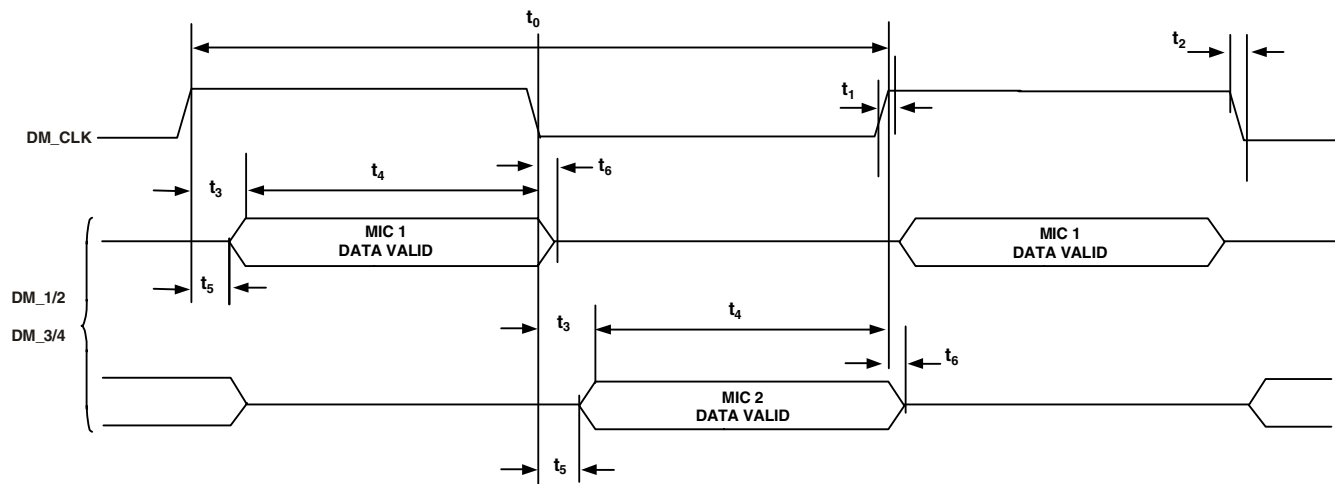 t0
t2
t1
DM_CLK
t3
t4
t6
MIC 1
DATA VALID
MIC 1
DATA VALID
t5
DM_1/2
DM_3/4
t3
t4
t6
MIC 2
DATA VALID
t5